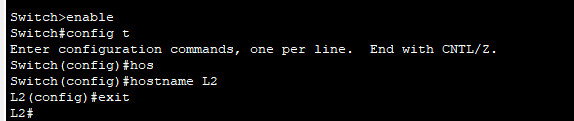 Switch>enable
Switch#config t
Enter configuration commands, one per line.  End with CNTL/Z.
Switch(config)#hos
Switch(config)#hostname L2
L2(config)#exit
L2#